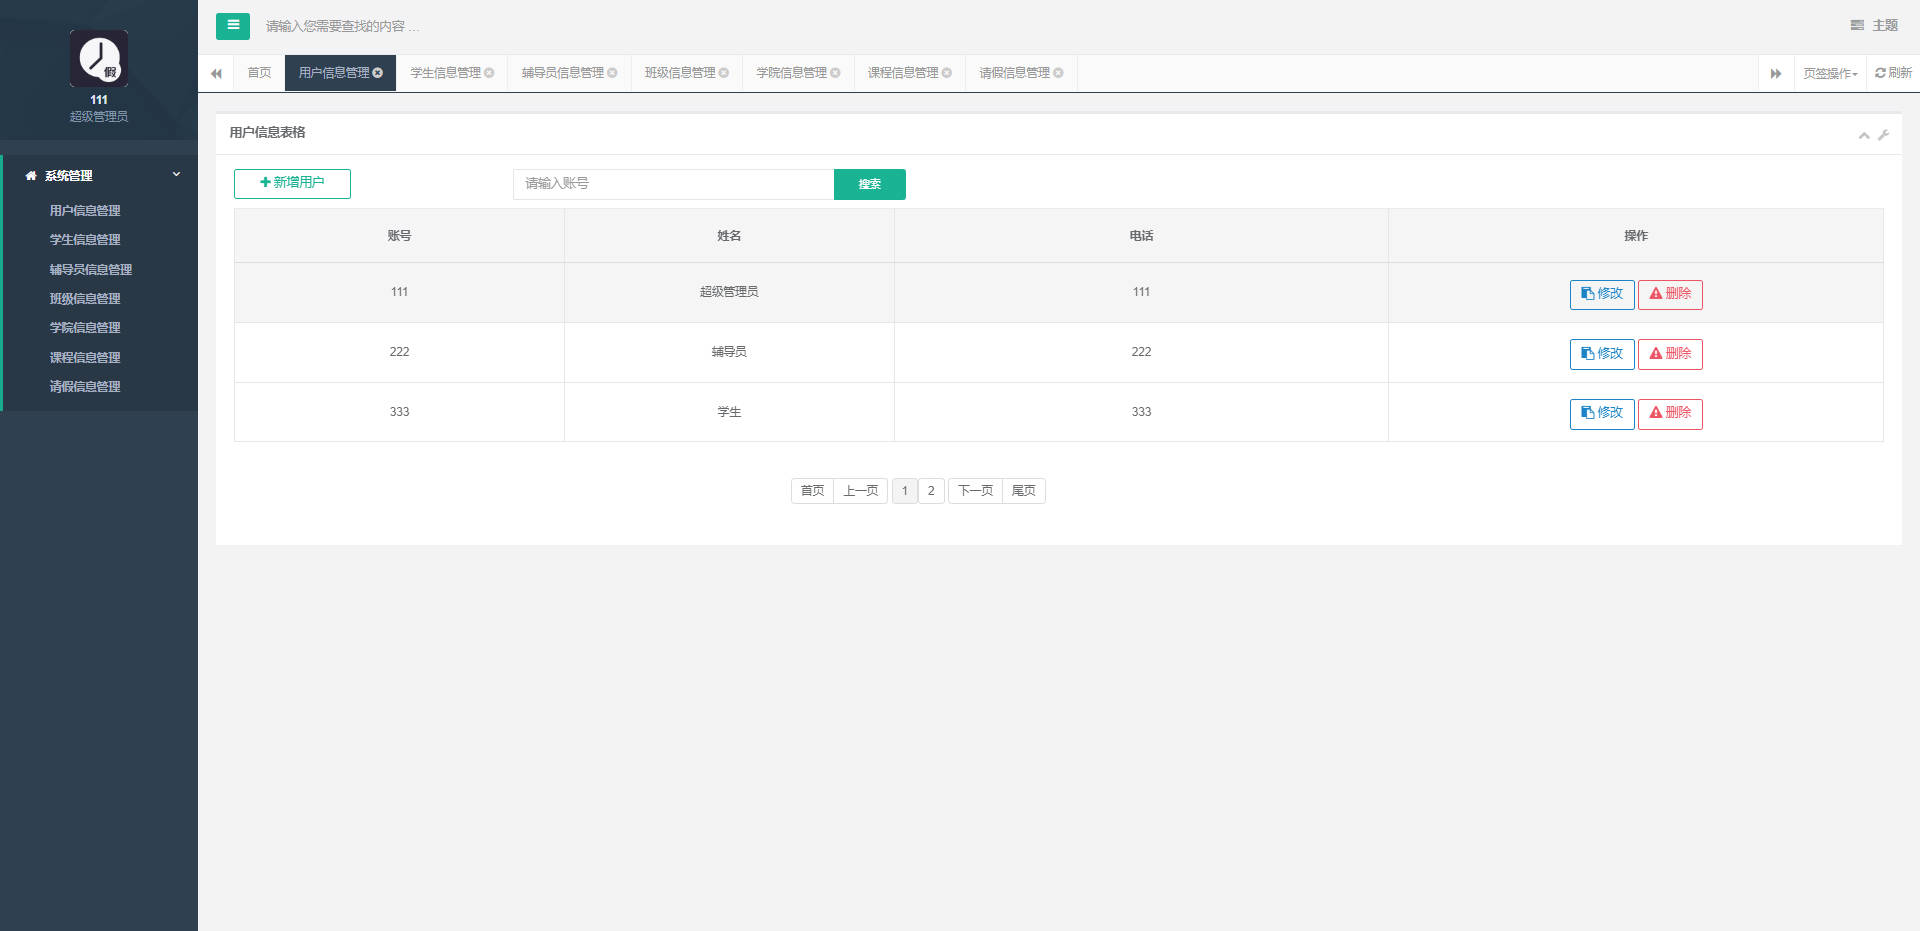 假
111
超级管理员
系统管理
用户信息管理
学生信息管理
辅导员信息管理
班级信息管理
学院信息管理
课程信息管理
请假信息管理
请输入您需要查找的内容 ...
主题
首页 用户信息管理 学生信息管理 辅导员信息管理 班级信息管理 学院信息管理 课程信息管理 请假信息管理 页签操作 刷新
用户信息表格
新增用户 请输入账号 搜索
账号 姓名 电话 操作
111 超级管理员 111 修改 删除
222 辅导员 222 修改 删除
333 学生 333 修改 删除
首页 上一页 1 2 下一页 尾页